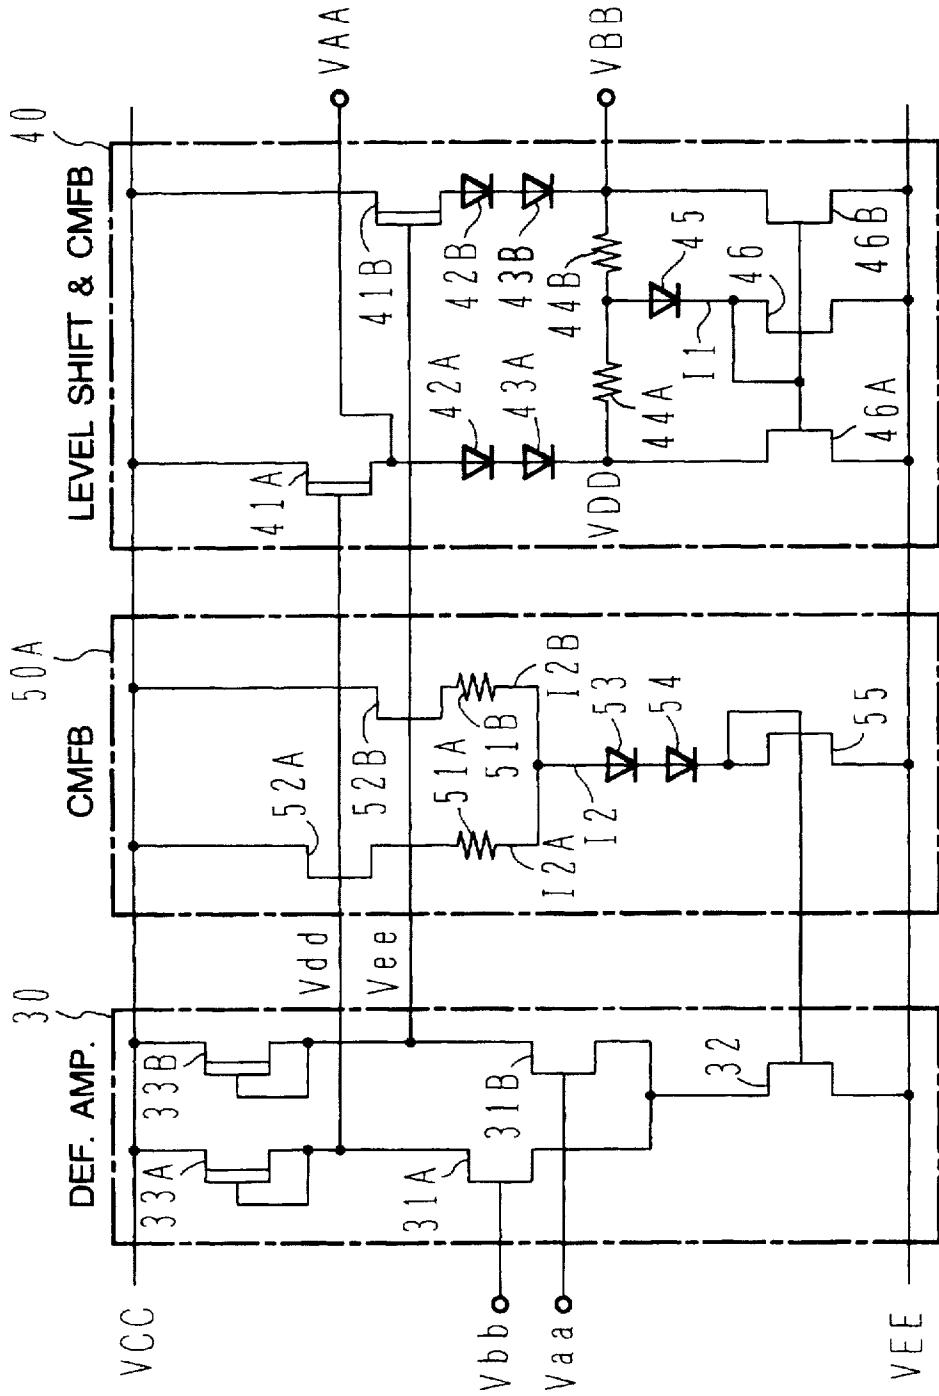 DEF. AMP.
30
CMFB
50A
LEVEL SHIFT & CMFB
40
VCC
33A
33B
52A
41A
41B
VAA
Vdd
Vee
52B
51A
51B
42A
42B
43A
43B
31A
31B
I2A
I2B
I2
53
54
VDD
44A
44B
45
VBB
Vbb
Vaa
I1
32
55
46
46A
46B
VEE